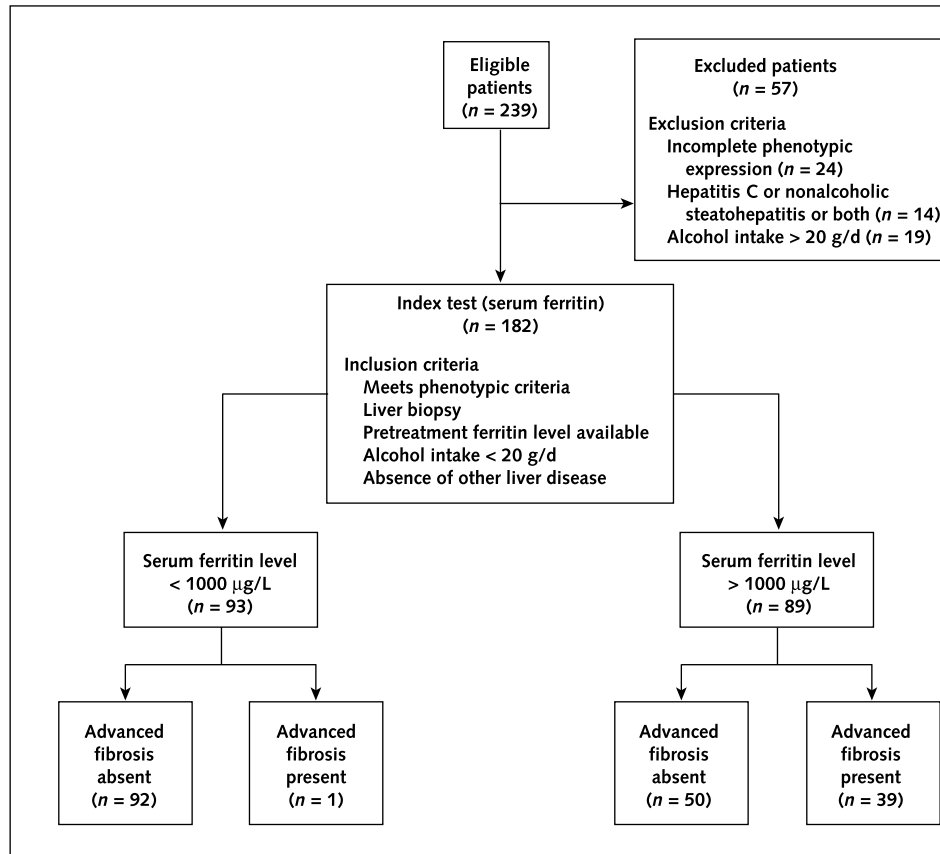 Eligible
patients
(n = 239)
Excluded patients
(n = 57)
Exclusion criteria
Incomplete phenotypic
expression (n = 24)
Hepatitis C or nonalcoholic
steatohepatitis or both (n = 14)
Alcohol intake > 20 g/d (n = 19)
Index test (serum ferritin)
(n = 182)
Inclusion criteria
Meets phenotypic criteria
Liver biopsy
Pretreatment ferritin level available
Alcohol intake < 20 g/d
Absence of other liver disease
Serum ferritin level
< 1000 μg/L
(n = 93)
Serum ferritin level
> 1000 μg/L
(n = 89)
Advanced
fibrosis
absent
(n = 92)
Advanced
fibrosis
present
(n = 1)
Advanced
fibrosis
absent
(n = 50)
Advanced
fibrosis
present
(n = 39)